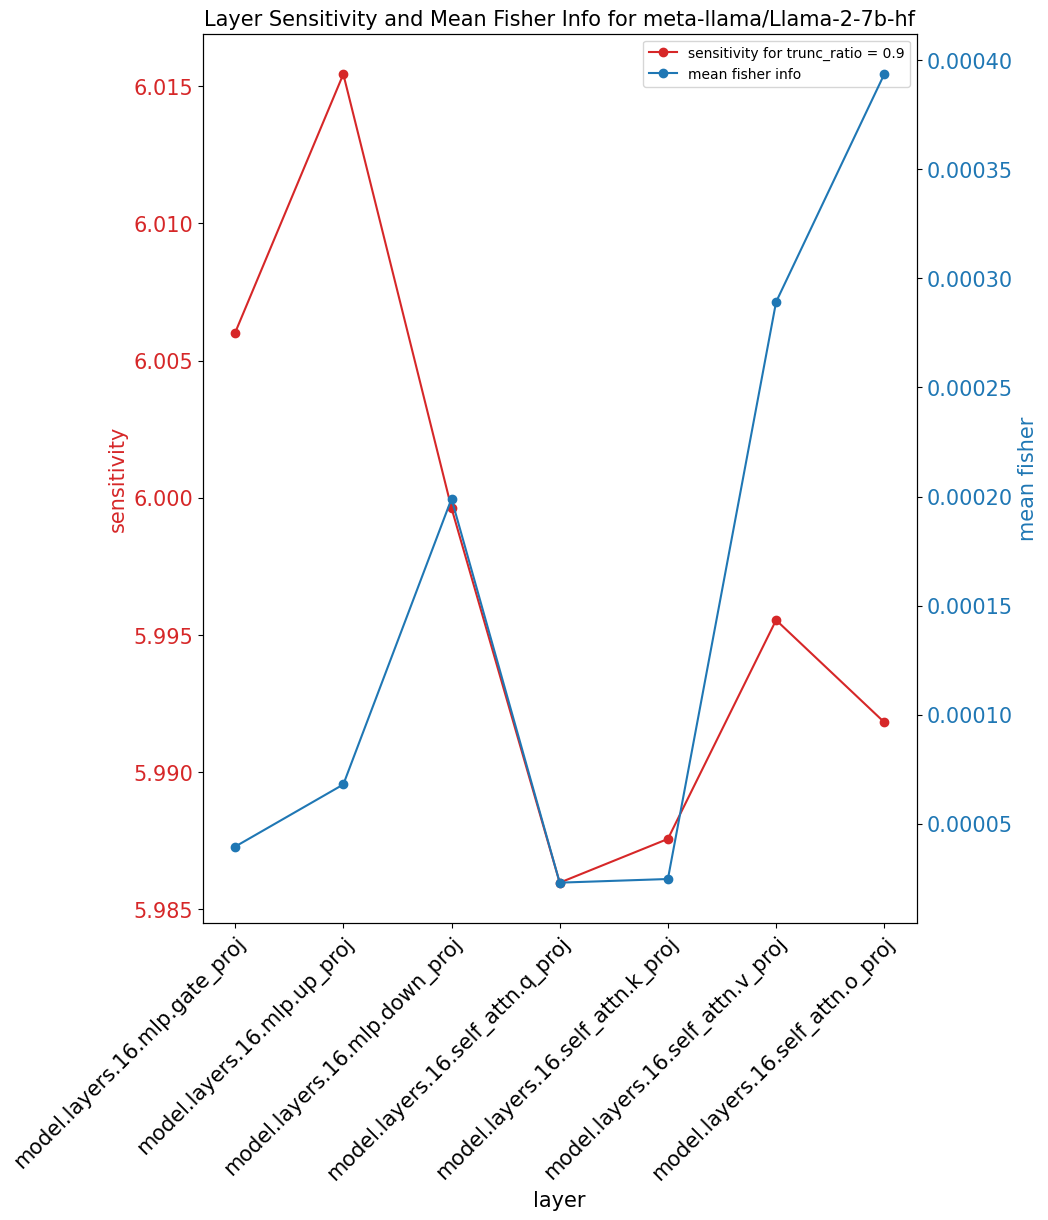 Layer Sensitivity and Mean Fisher Info for meta-llama/Llama-2-7b-hf
sensitivity for trunc_ratio = 0.9
mean fisher info
6.015
6.010
6.005
6.000
5.995
5.990
5.985
sensitivity
0.00040
0.00035
0.00030
0.00025
0.00020
0.00015
0.00010
0.00005
mean fisher
model.layers.16.mlp.gate_proj
model.layers.16.mlp.up_proj
model.layers.16.mlp.down_proj
model.layers.16.self_attn.q_proj
model.layers.16.self_attn.k_proj
model.layers.16.self_attn.v_proj
model.layers.16.self_attn.o_proj
layer